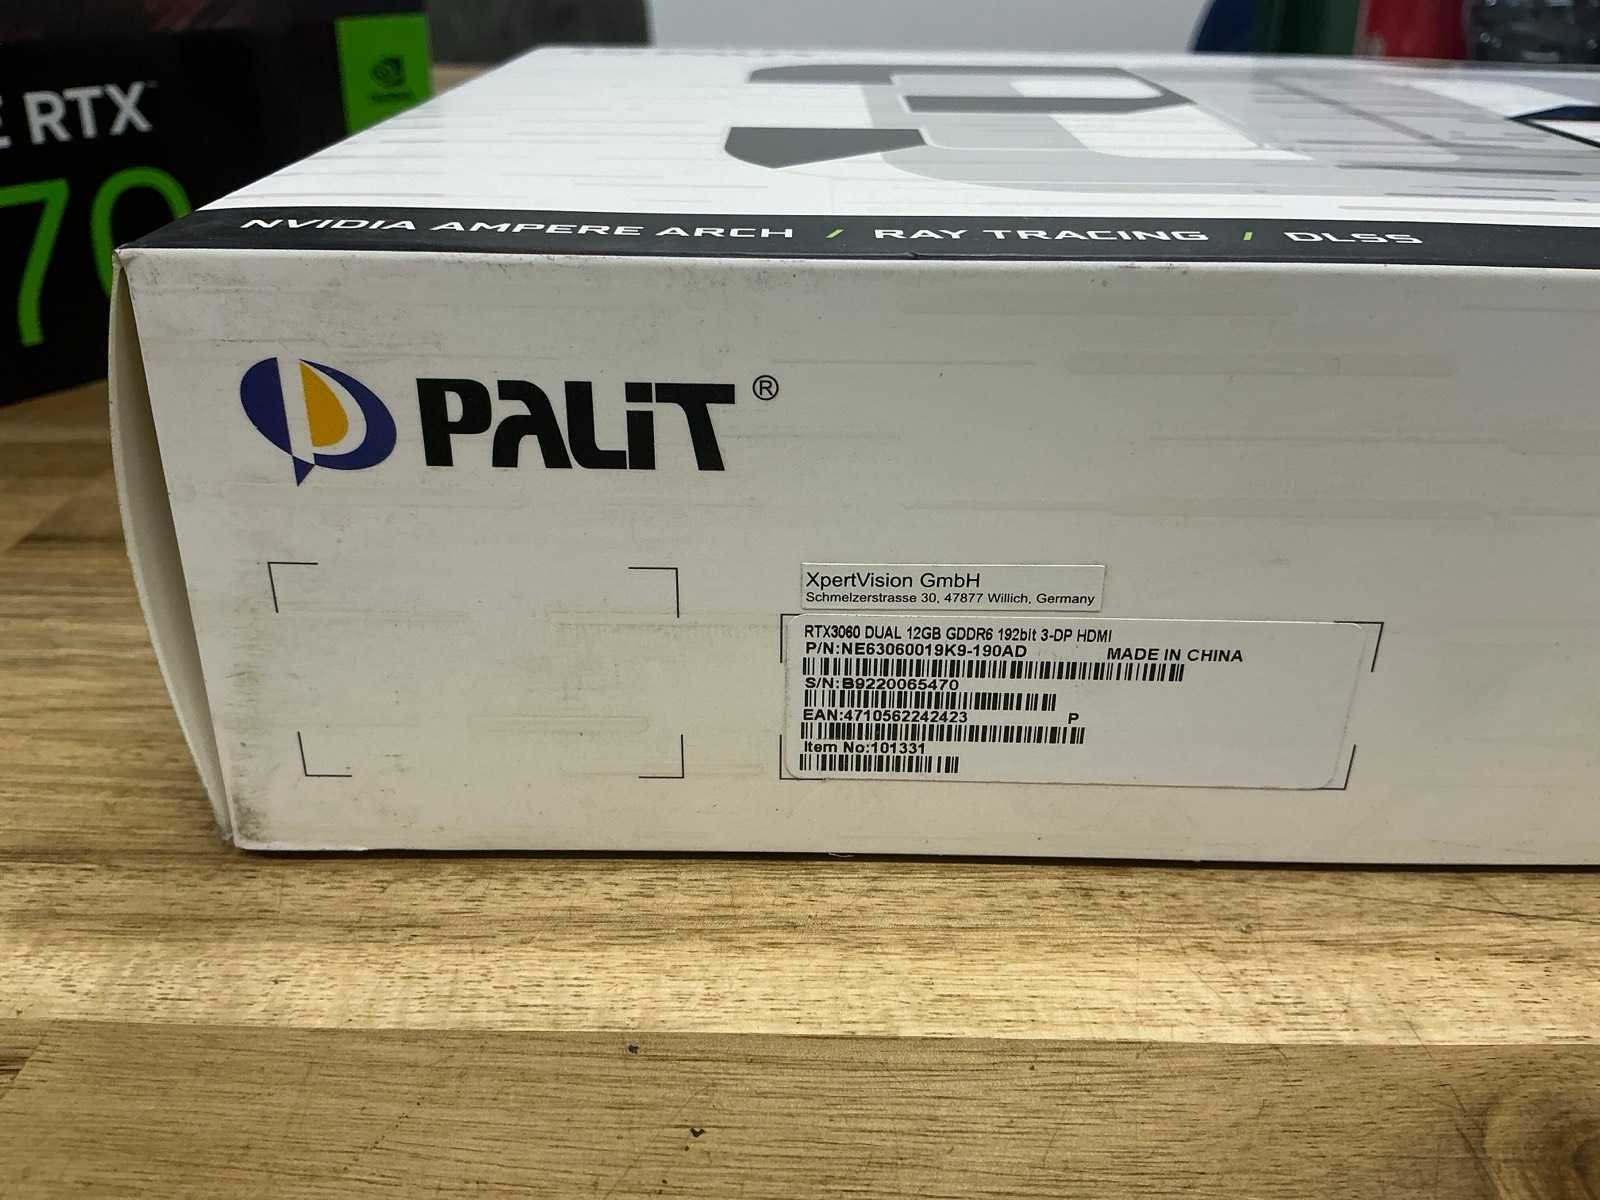 E RTX™
70
NVIDIA AMPERE ARCH / RAY TRACING / DLSS
PALiT®
XpertVision GmbH
Schmelzerstrasse 30, 47877 Willich, Germany
RTX3060 DUAL 12GB GDDR6 192bit 3-DP HDMI
P/N:NE63060019K9-190AD MADE IN CHINA
S/N:B9220065470
EAN:4710562242423 P
Item No:101331